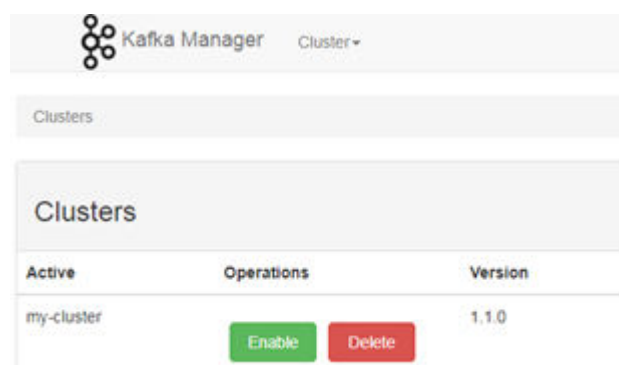 Kafka Manager Cluster
Clusters
Clusters
Active Operations Version
my-cluster 1.1.0
Enable Delete